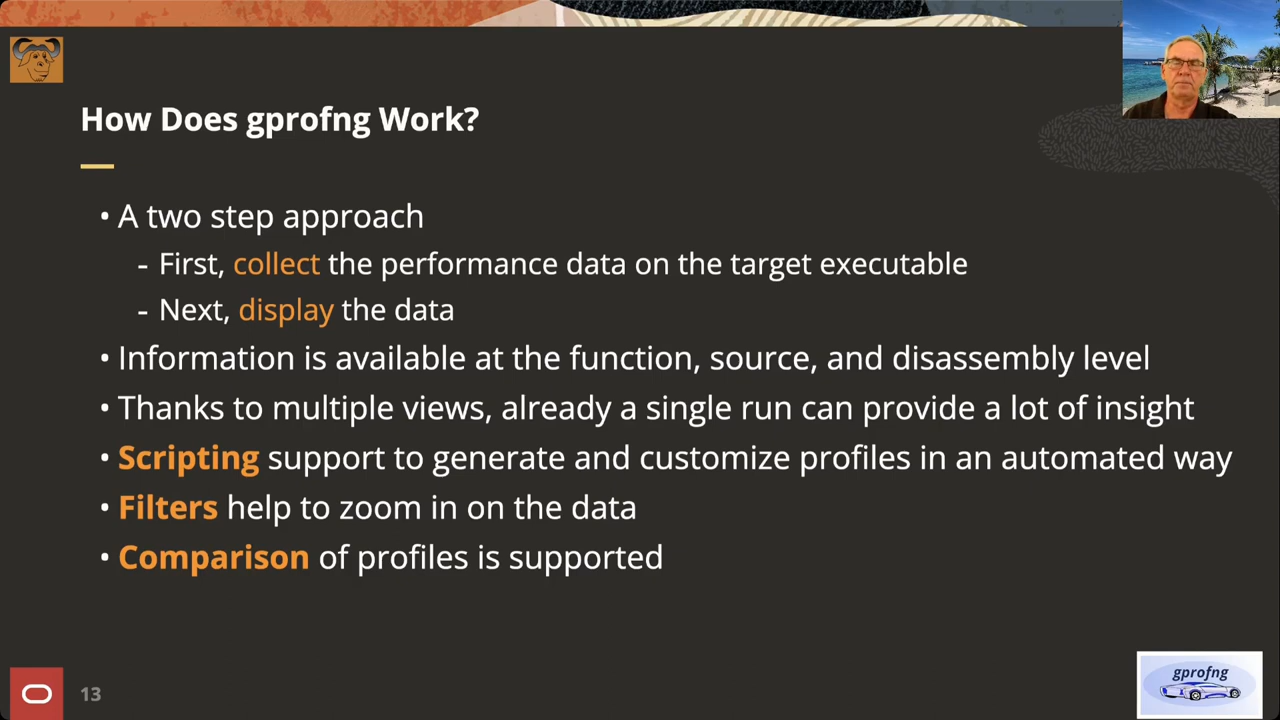 How Does gprofng Work?
• A two step approach
- First, collect the performance data on the target executable
- Next, display the data
• Information is available at the function, source, and disassembly level
• Thanks to multiple views, already a single run can provide a lot of insight
• Scripting support to generate and customize profiles in an automated way
• Filters help to zoom in on the data
• Comparison of profiles is supported
13
gprofng